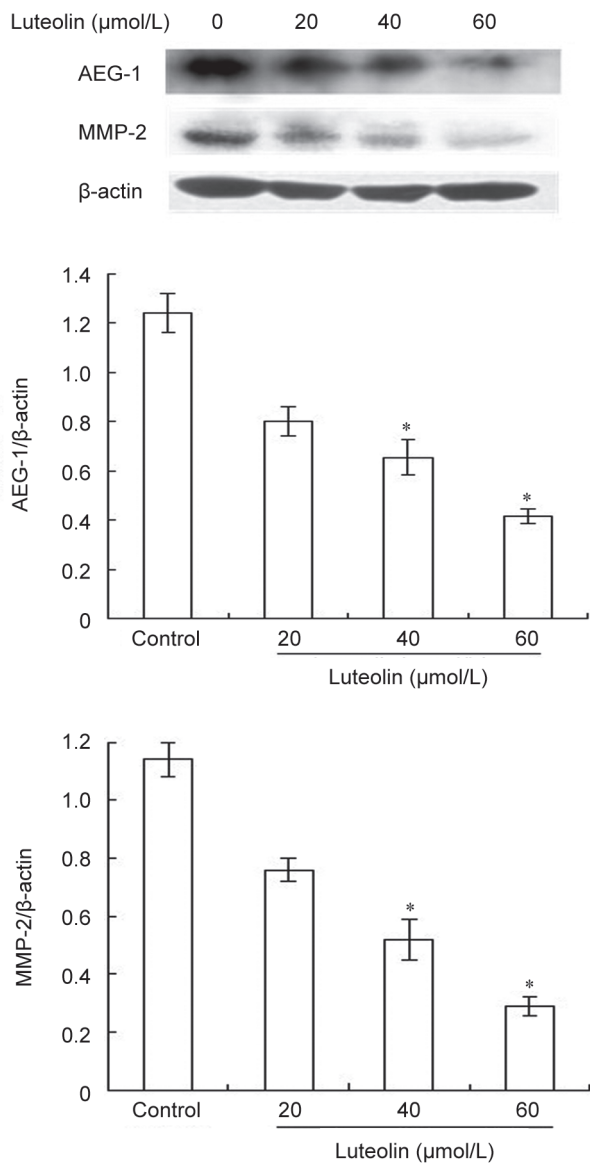 Luteolin (μmol/L) 0 20 40 60
AEG-1
MMP-2
β-actin
AEG-1/β-actin
1.4
1.2
1.0
0.8
0.6
0.4
0.2
0
*
*
Control 20 40 60
Luteolin (μmol/L)
MMP-2/β-actin
1.2
1.0
0.8
0.6
0.4
0.2
0
*
*
Control 20 40 60
Luteolin (μmol/L)